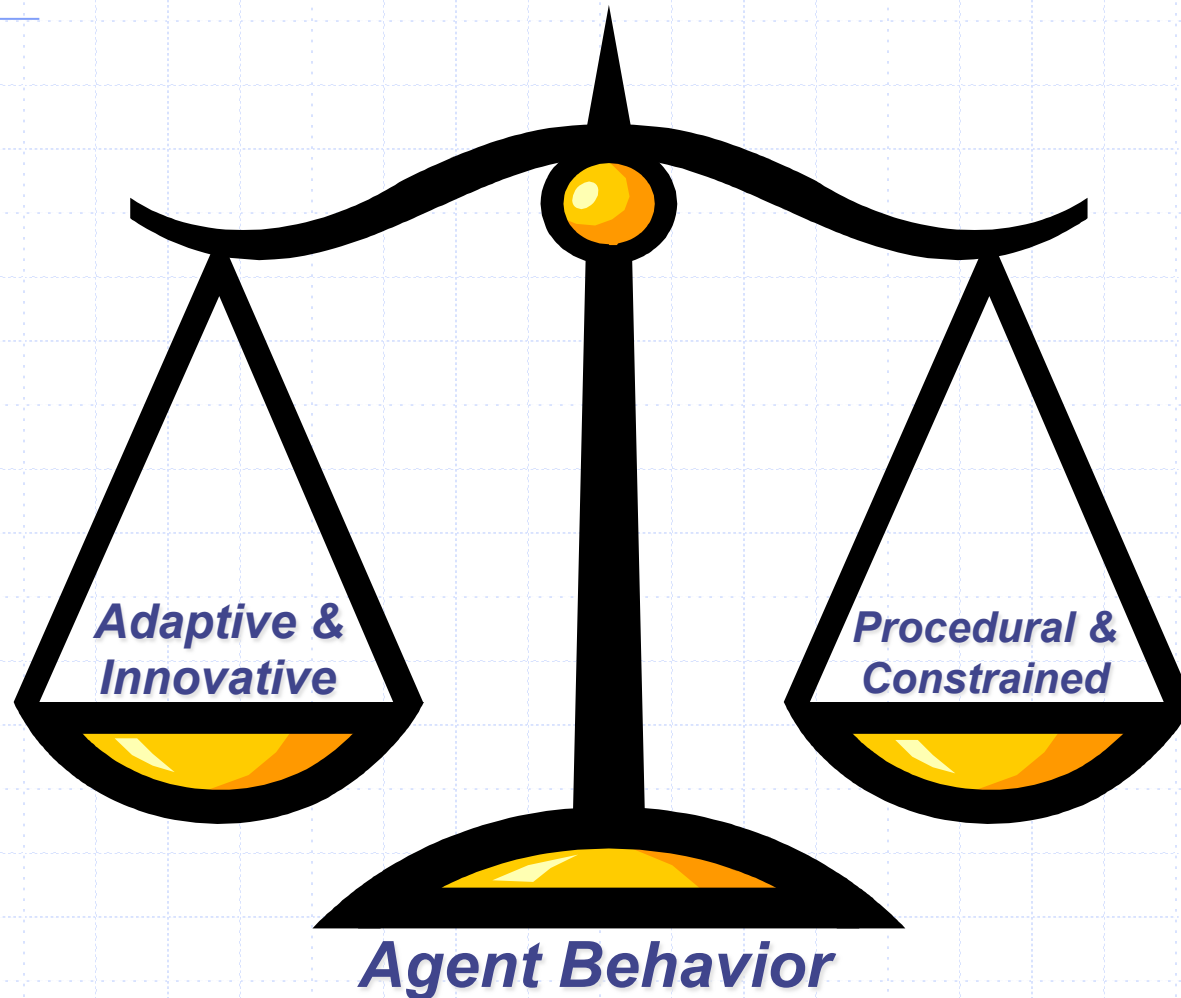 Adaptive &
Innovative
Procedural &
Constrained
Agent Behavior